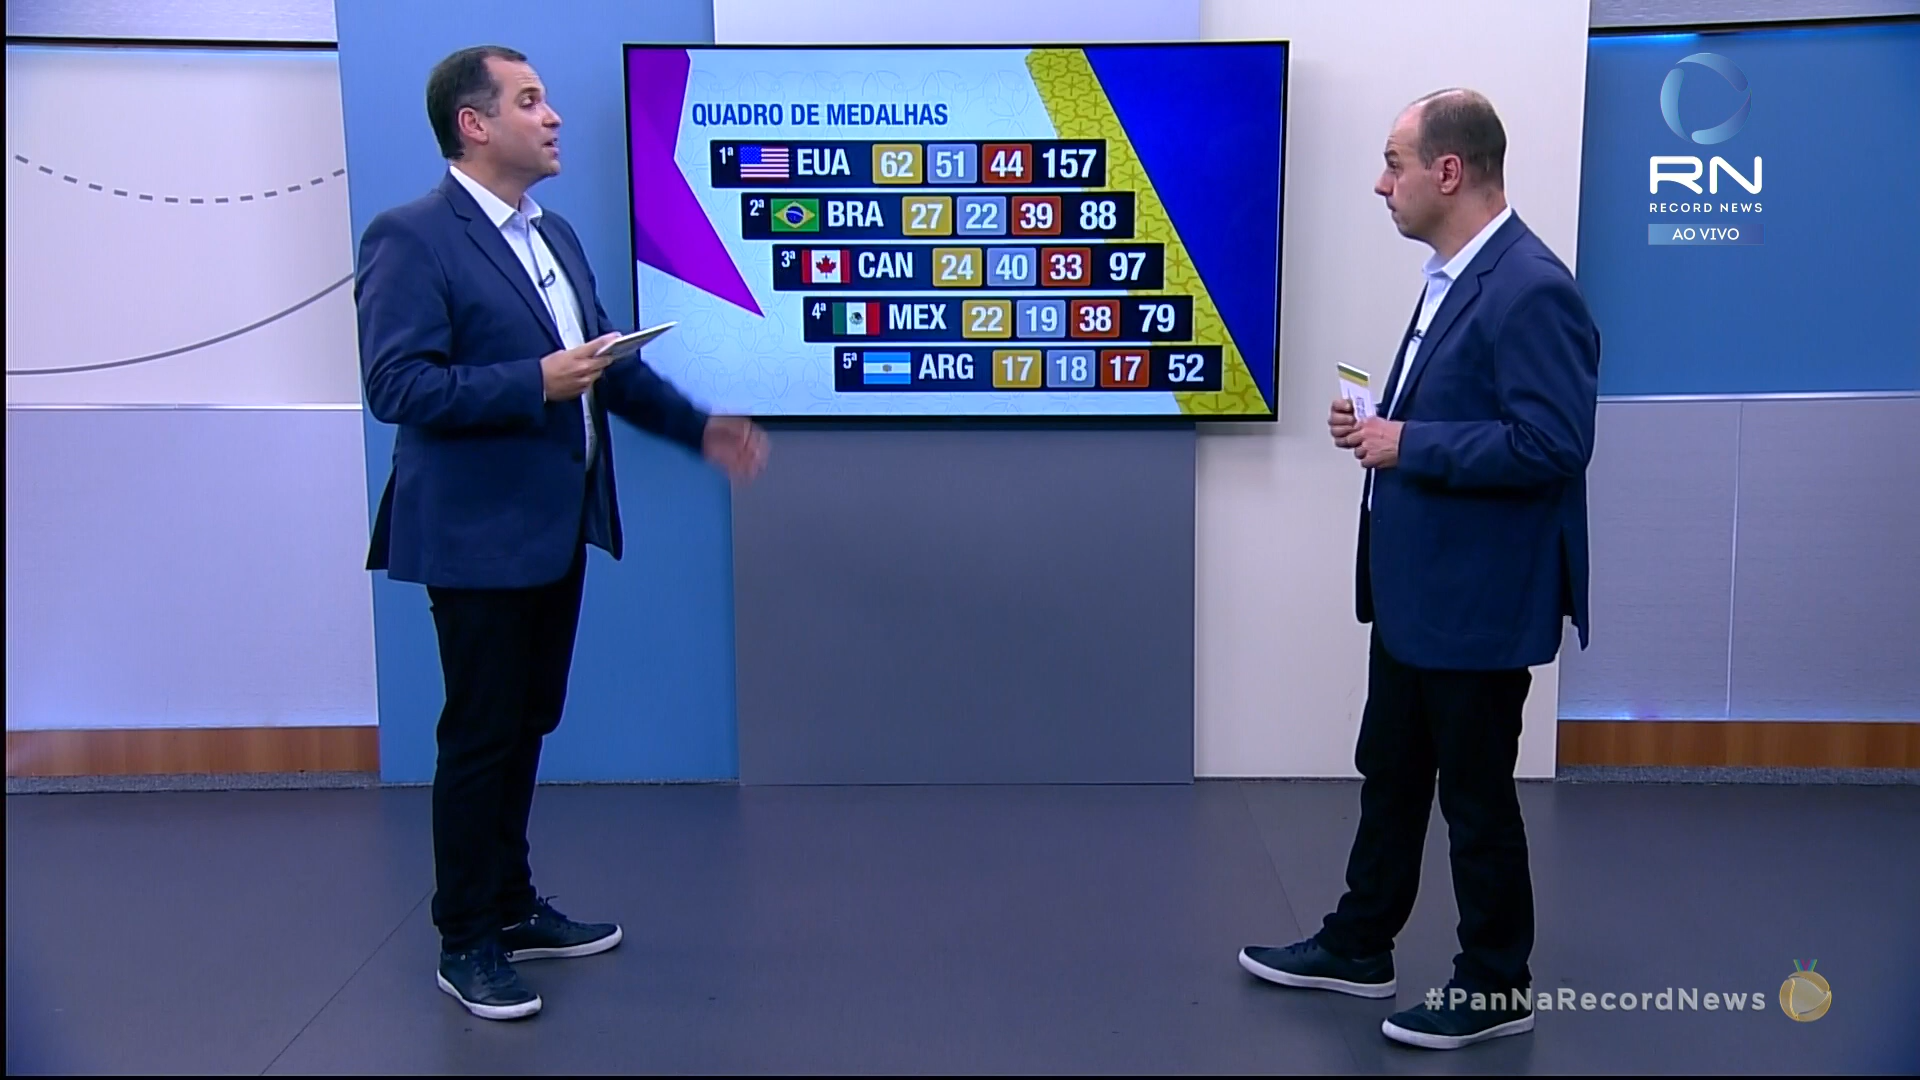 QUADRO DE MEDALHAS
1ª EUA 62 51 44 157
2ª BRA 27 22 39 88
3ª CAN 24 40 33 97
4ª MEX 22 19 38 79
5ª ARG 17 18 17 52
RN
RECORD NEWS
AO VIVO
#PanNaRecordNews